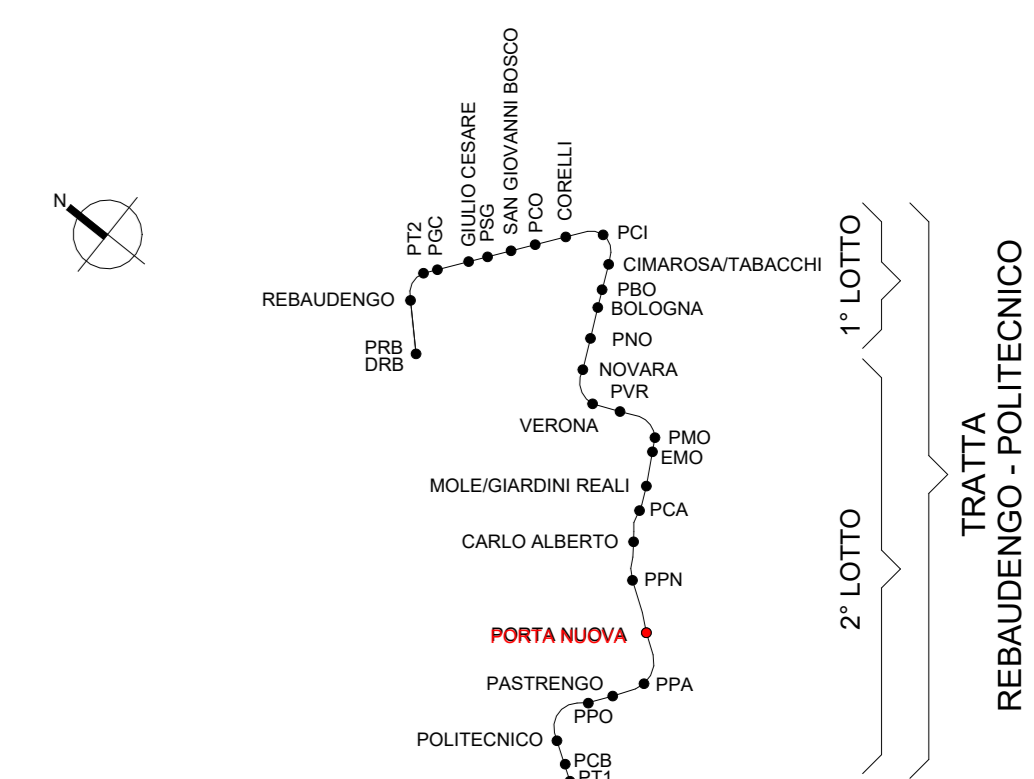 N
PT2
PGC
GIULIO CESARE
PSG
SAN GIOVANNI BOSCO
PCO
CORELLI
PCI
CIMAROSA/TABACCHI
REBAUDENGO
PBO
BOLOGNA
PRB
DRB
PNO
NOVARA
PVR
VERONA
PMO
EMO
MOLE/GIARDINI REALI
PCA
CARLO ALBERTO
PPN
PORTA NUOVA
PASTRENGO
PPA
PPO
POLITECNICO
PCB
PT1
1° LOTTO
2° LOTTO
TRATTA
REBAUDENGO - POLITECNICO